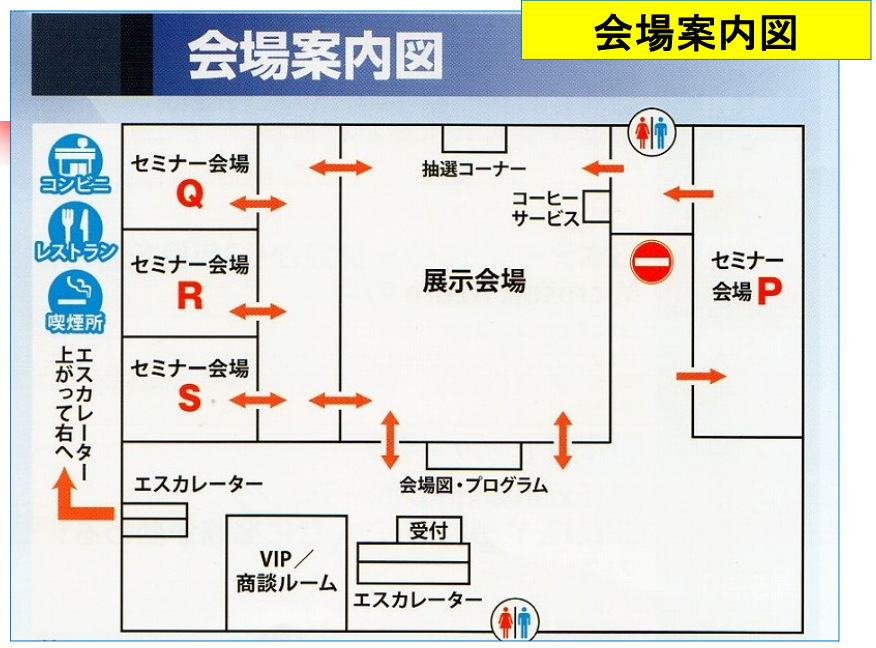 会場案内図
会場案内図
コンビニ
レストラン
喫煙所
エスカレーター
上がって右へ
セミナー会場
Q
セミナー会場
R
セミナー会場
S
抽選コーナー
コーヒー
サービス
展示会場
セミナー
会場 P
会場図・プログラム
エスカレーター
受付
VIP／
商談ルーム
エスカレーター